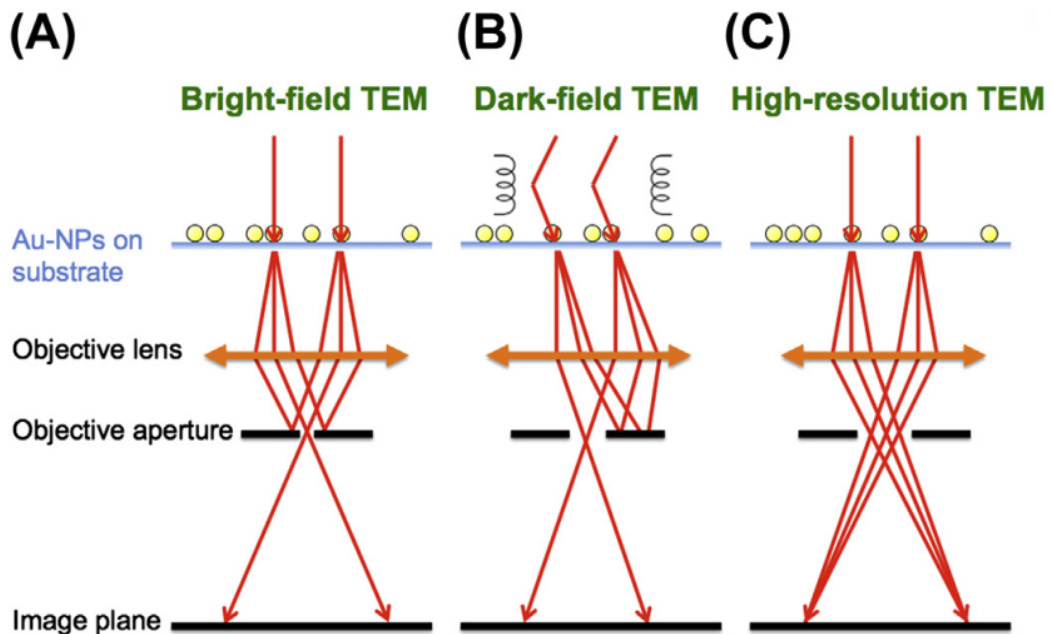 (A)
(B)
(C)
Bright-field TEM
Dark-field TEM
High-resolution TEM
Au-NPs on
substrate
Objective lens
Objective aperture
Image plane